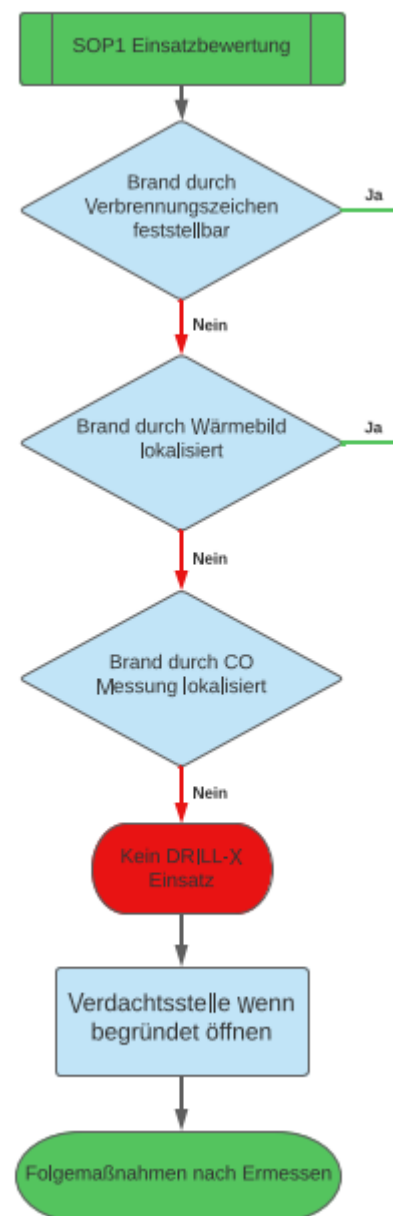 SOP1 Einsatzbewertung
Brand durch
Verbrennungszeichen
feststellbar
Ja
Nein
Brand durch Wärmebild
lokalisiert
Ja
Nein
Brand durch CO
Messung lokalisiert
Nein
Kein DRILL-X
Einsatz
Verdachtsstelle wenn
begründet öffnen
Folgemaßnahmen nach Ermessen